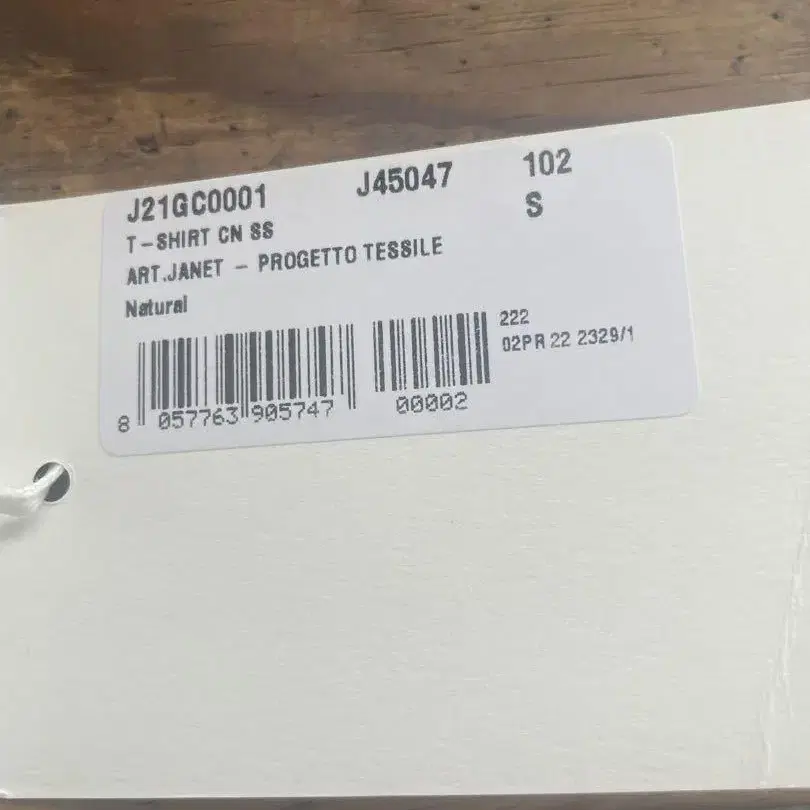 J21GC0001 J45047 102
T-SHIRT CN SS S
ART.JANET - PROGETTO TESSILE
Natural
222
02PR 22 2329/1
8 057763 905747 00002